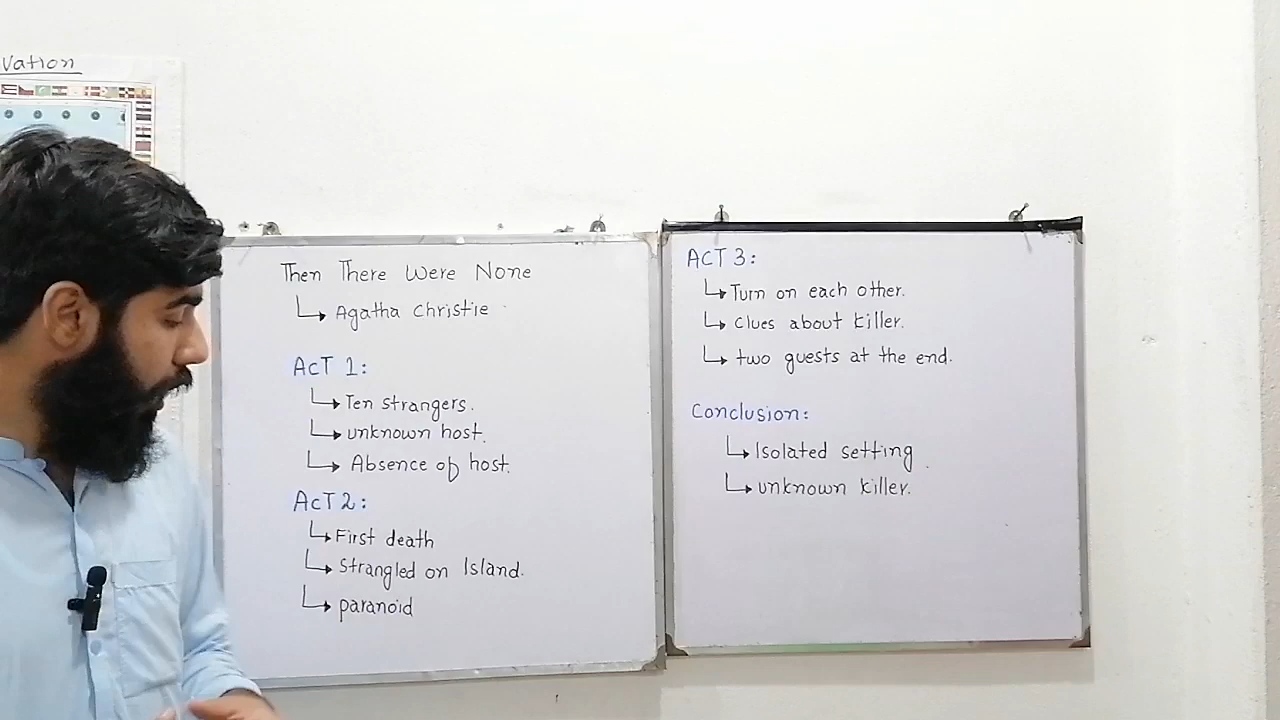 vation
Then There Were None
Agatha Christie
ACT 1:
Ten strangers.
unknown host.
Absence of host.
ACT 2:
First death
Strangled on Island.
paranoid
ACT 3:
Turn on each other.
Clues about killer.
two guests at the end.
Conclusion:
Isolated setting
unknown killer.